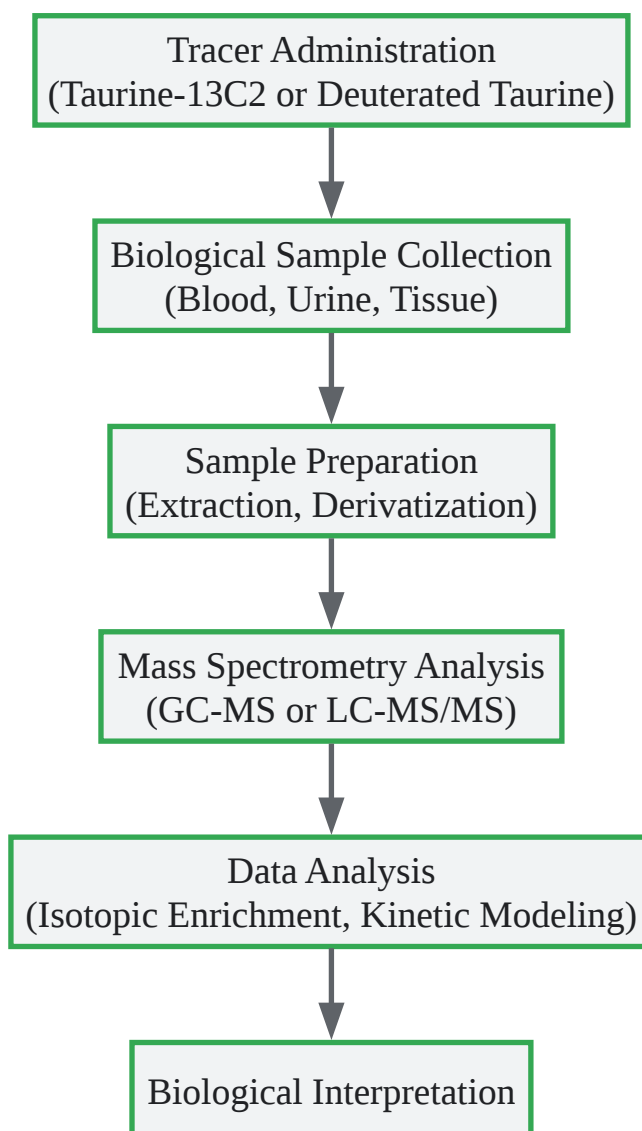 Tracer Administration
(Taurine-13C2 or Deuterated Taurine)
Biological Sample Collection
(Blood, Urine, Tissue)
Sample Preparation
(Extraction, Derivatization)
Mass Spectrometry Analysis
(GC-MS or LC-MS/MS)
Data Analysis
(Isotopic Enrichment, Kinetic Modeling)
Biological Interpretation